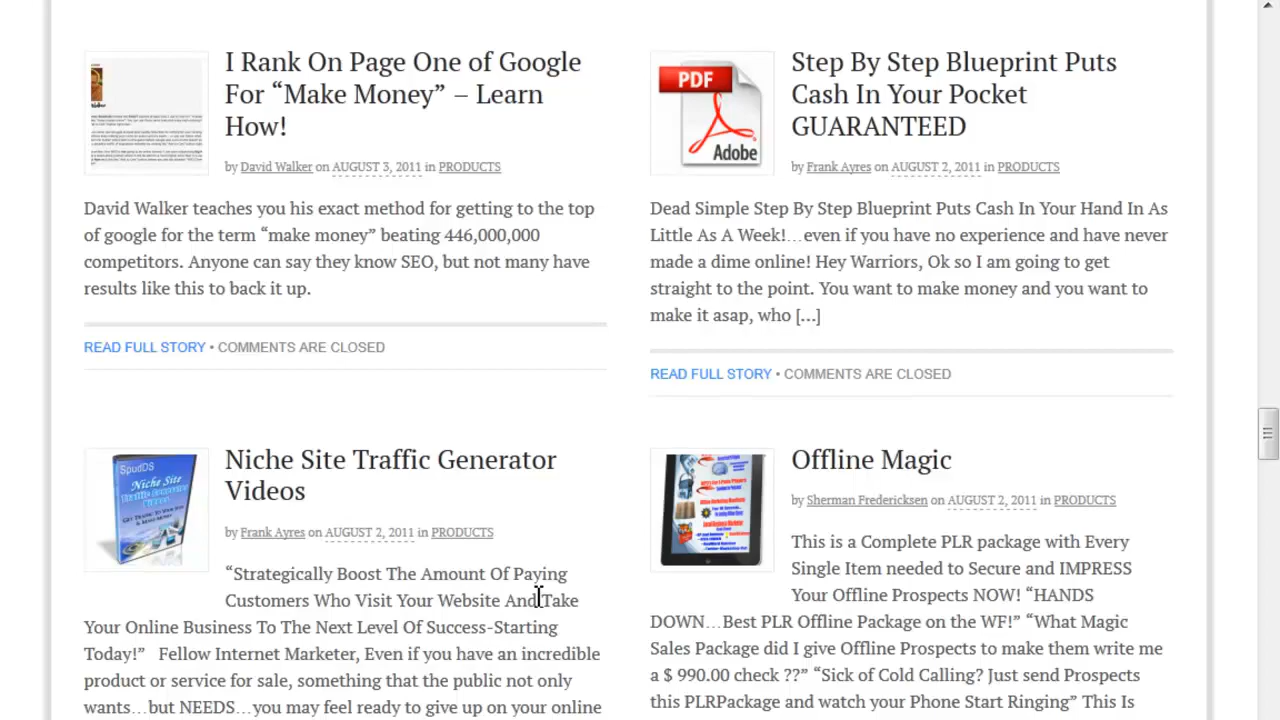 I Rank On Page One of Google
For “Make Money” – Learn
How!
by David Walker on AUGUST 3, 2011 in PRODUCTS
David Walker teaches you his exact method for getting to the top
of google for the term “make money” beating 446,000,000
competitors. Anyone can say they know SEO, but not many have
results like this to back it up.
READ FULL STORY • COMMENTS ARE CLOSED
PDF
Adobe
Step By Step Blueprint Puts
Cash In Your Pocket
GUARANTEED
by Frank Ayres on AUGUST 2, 2011 in PRODUCTS
Dead Simple Step By Step Blueprint Puts Cash In Your Hand In As
Little As A Week!…even if you have no experience and have never
made a dime online! Hey Warriors, Ok so I am going to get
straight to the point. You want to make money and you want to
make it asap, who […]
READ FULL STORY • COMMENTS ARE CLOSED
SpudDS
Niche Site
Niche Site Traffic Generator
Videos
by Frank Ayres on AUGUST 2, 2011 in PRODUCTS
“Strategically Boost The Amount Of Paying
Customers Who Visit Your Website And Take
Your Online Business To The Next Level Of Success-Starting
Today!” Fellow Internet Marketer, Even if you have an incredible
product or service for sale, something that the public not only
wants…but NEEDS…you may feel ready to give up on your online
Offline Magic
by Sherman Fredericksen on AUGUST 2, 2011 in PRODUCTS
This is a Complete PLR package with Every
Single Item needed to Secure and IMPRESS
Your Offline Prospects NOW! “HANDS
DOWN…Best PLR Offline Package on the WF!” “What Magic
Sales Package did I give Offline Prospects to make them write me
a $ 990.00 check ??” “Sick of Cold Calling? Just send Prospects
this PLRPackage and watch your Phone Start Ringing” This Is